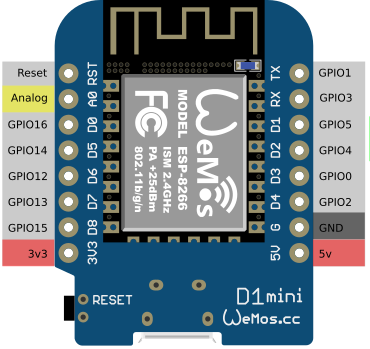 Reset RST TX GPIO1
Analog A0 RX GPIO3
GPIO16 D0 D1 GPIO5
GPIO14 D5 D2 GPIO4
GPIO12 D6 D3 GPIO0
GPIO13 D7 D4 GPIO2
GPIO15 D8 G GND
3v3 3V3 5V 5v
WeMos
MODEL ESP-8266
ISM 2.4GHz
PA +25dBm
802.11b/g/n
FC
RESET
D1 mini
WeMos.cc